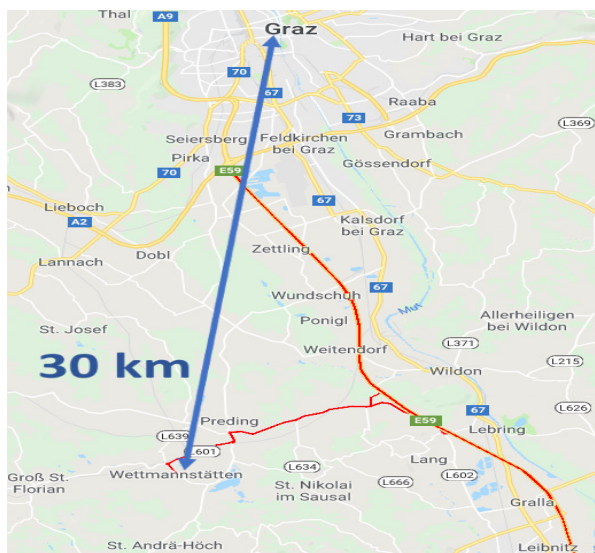 Thal
A9
Graz
Hart bei Graz
L383
70
67
Raaba
73
Grambach
L369
Seiersberg
Feldkirchen
bei Graz
Pirka
Gössendorf
70
E59
67
Lieboch
A2
Kalsdorf
bei Graz
Dobl
Zettling
Lannach
67
Wundschuh
Mur
Allerheiligen
bei Wildon
Ponigl
St. Josef
Weitendorf
L371
30 km
Wildon
L215
67
L626
Preding
E59
Lebring
L639
L601
Lang
Groß St.
Florian
Wettmannstätten
L634
L602
St. Nikolai
im Sausal
L666
Gralla
St. Andrä-Höch
Leibnitz